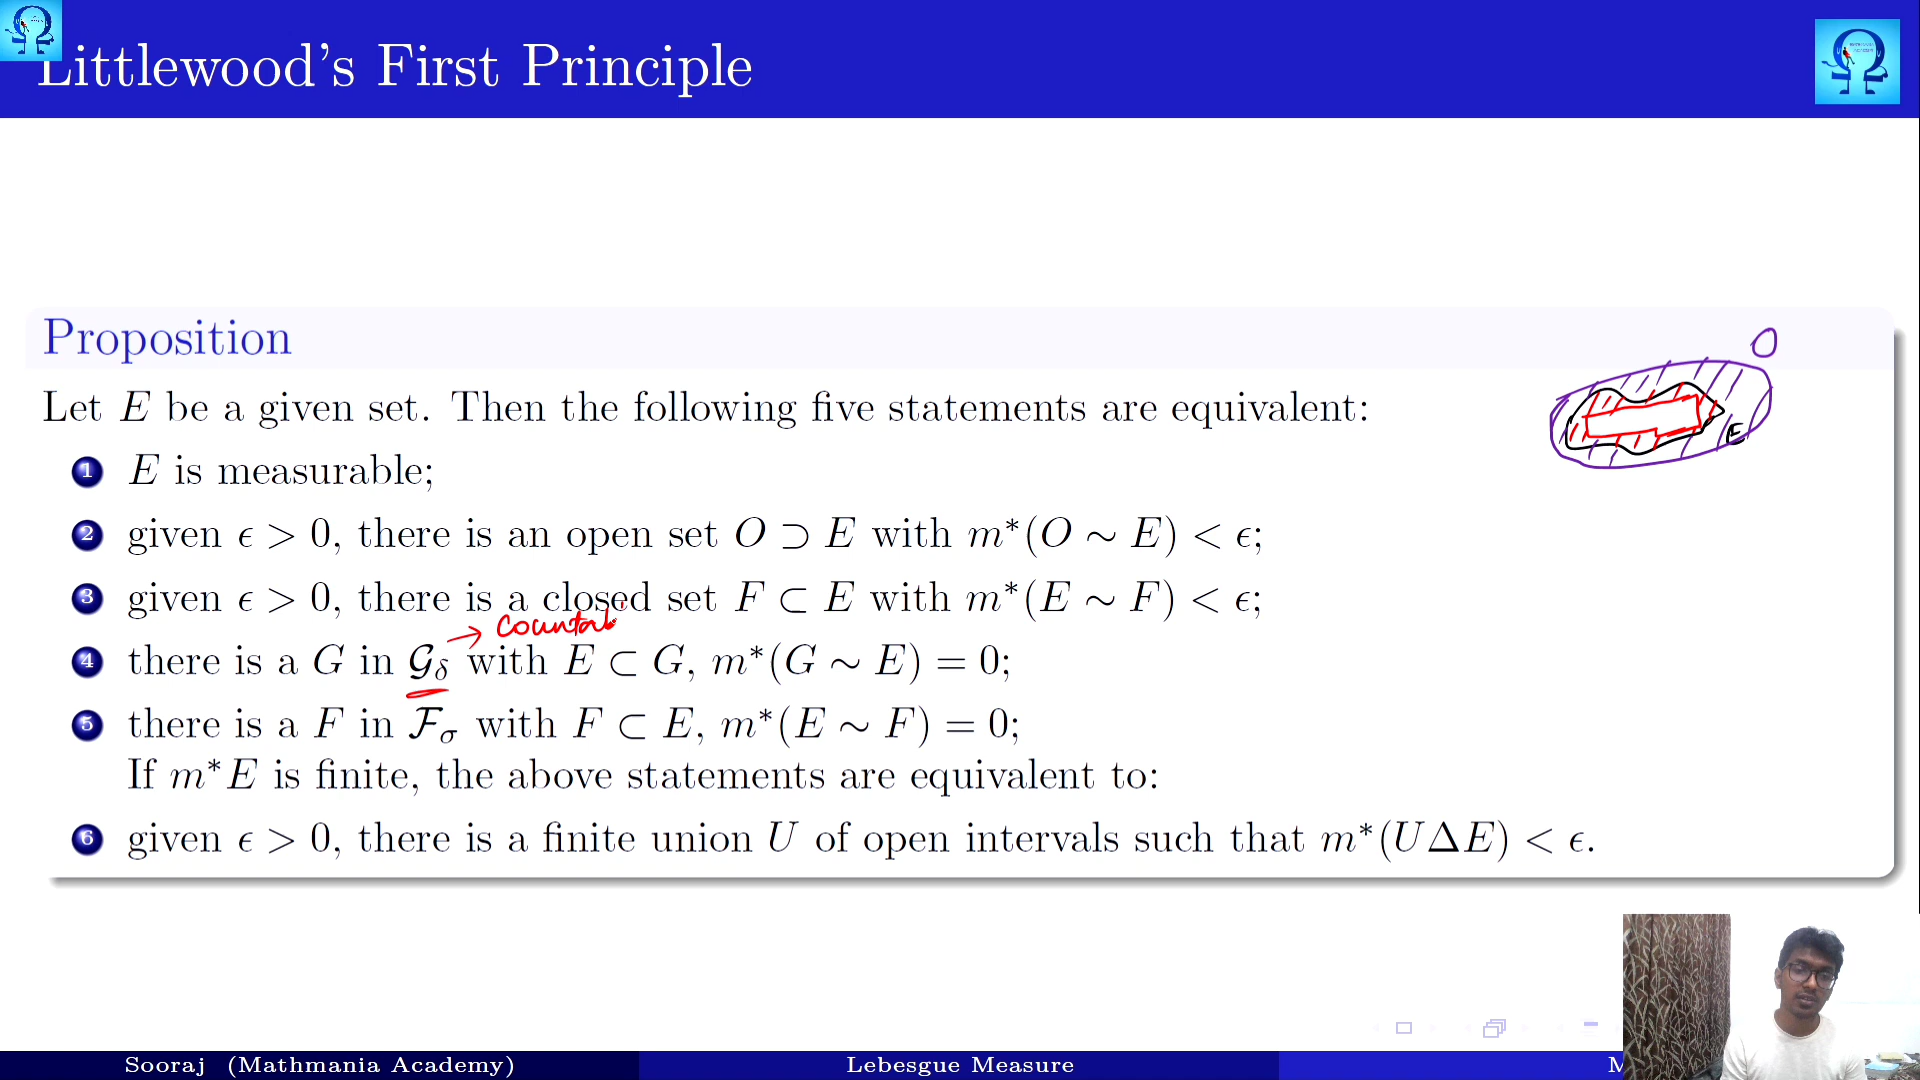 Littlewood's First Principle
Proposition
O
Let E be a given set. Then the following five statements are equivalent:
E
1 E is measurable;
2 given ϵ > 0, there is an open set O ⊃ E with m*(O ∼ E) < ϵ;
3 given ϵ > 0, there is a closed set F ⊂ E with m*(E ∼ F) < ϵ;
→ Countab
4 there is a G in 𝒢δ with E ⊂ G, m*(G ∼ E) = 0;
5 there is a F in ℱσ with F ⊂ E, m*(E ∼ F) = 0;
If m*E is finite, the above statements are equivalent to:
6 given ϵ > 0, there is a finite union U of open intervals such that m*(UΔE) < ϵ.
Sooraj (Mathmania Academy) Lebesgue Measure M